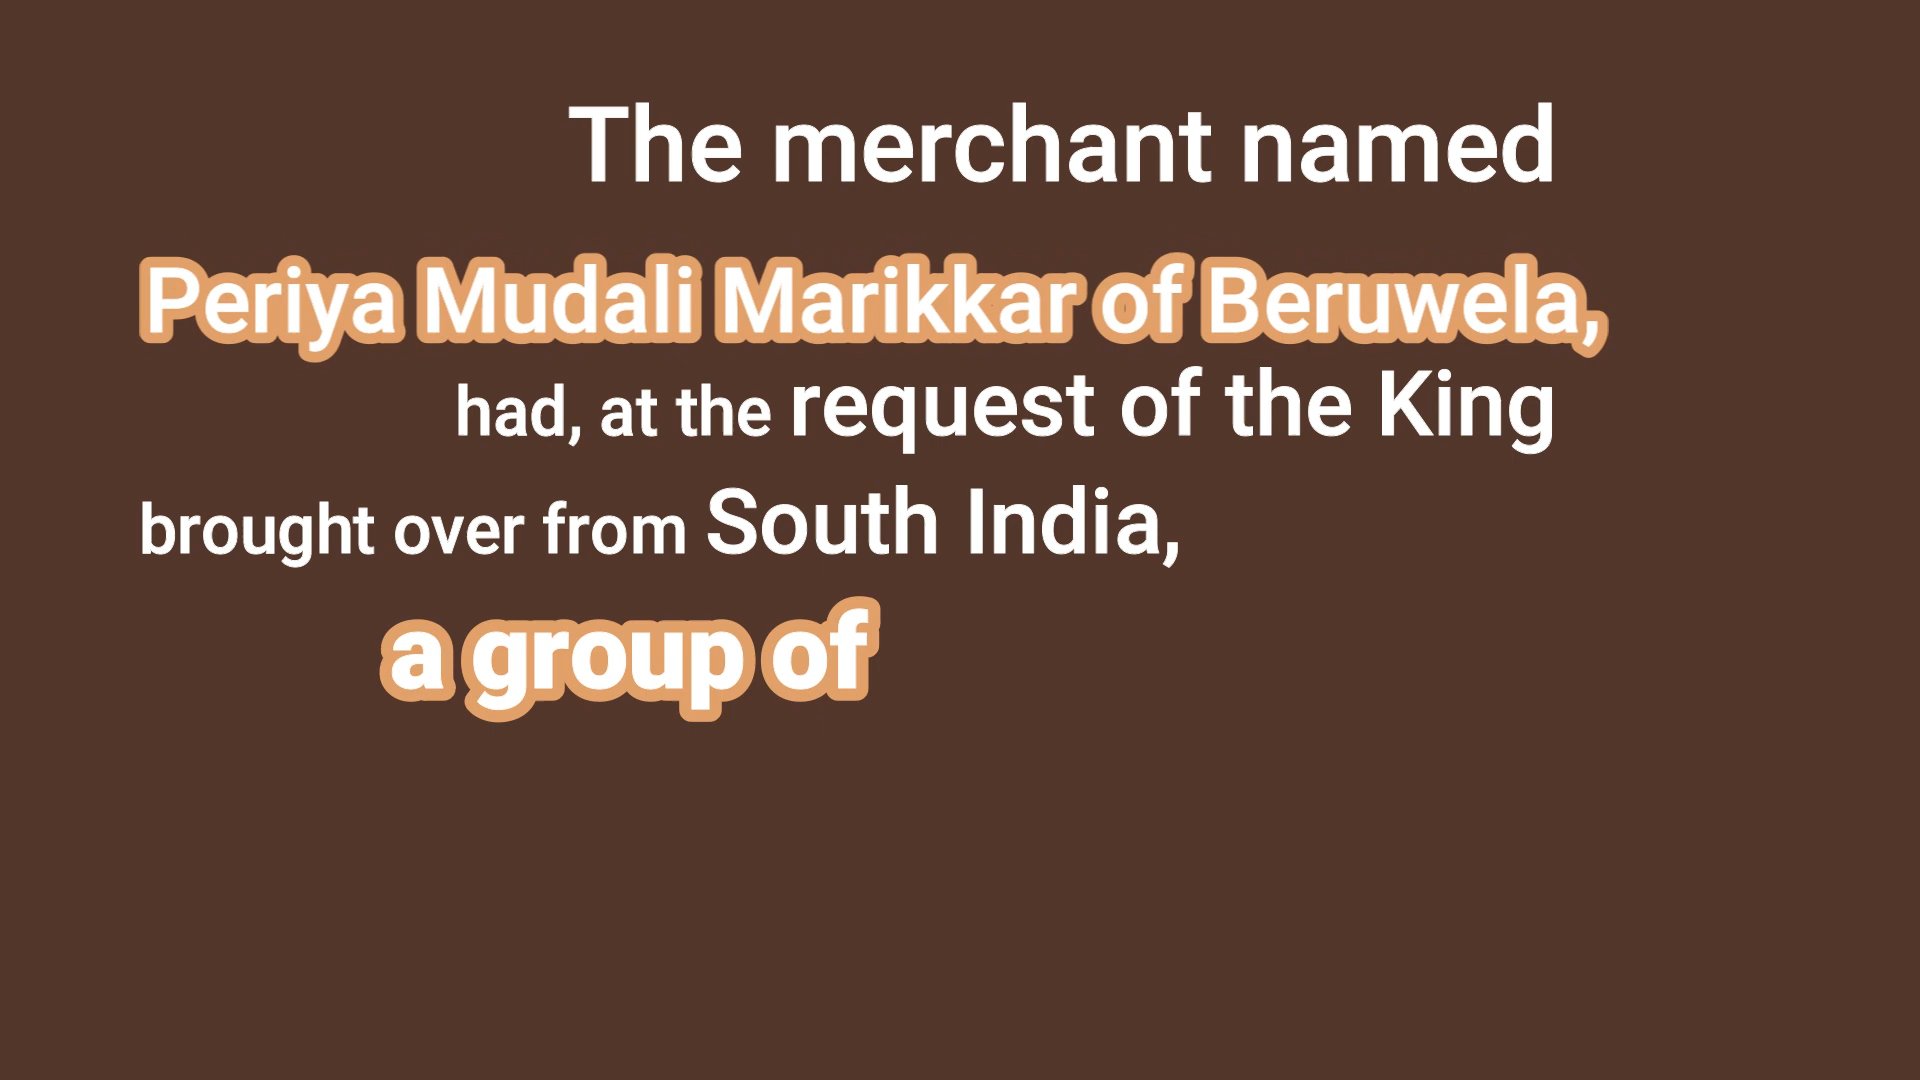 The merchant named
Periya Mudali Marikkar of Beruwela,
had, at the request of the King
brought over from South India,
a group of